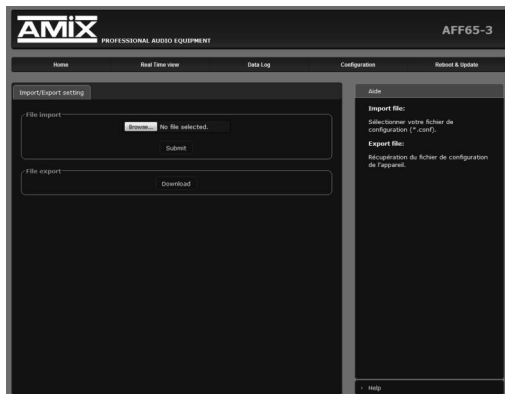 AMiX
PROFESSIONAL AUDIO EQUIPMENT
AFF65-3
Home Real Time view Data Log Configuration Reboot & Update
Import/Export setting
File import
Browse... No file selected.
Submit
File export
Download
Aide
Import file:
Sélectionner votre fichier de
configuration (*.conf).
Export file:
Récupération du fichier de configuration
de l'appareil.
Help